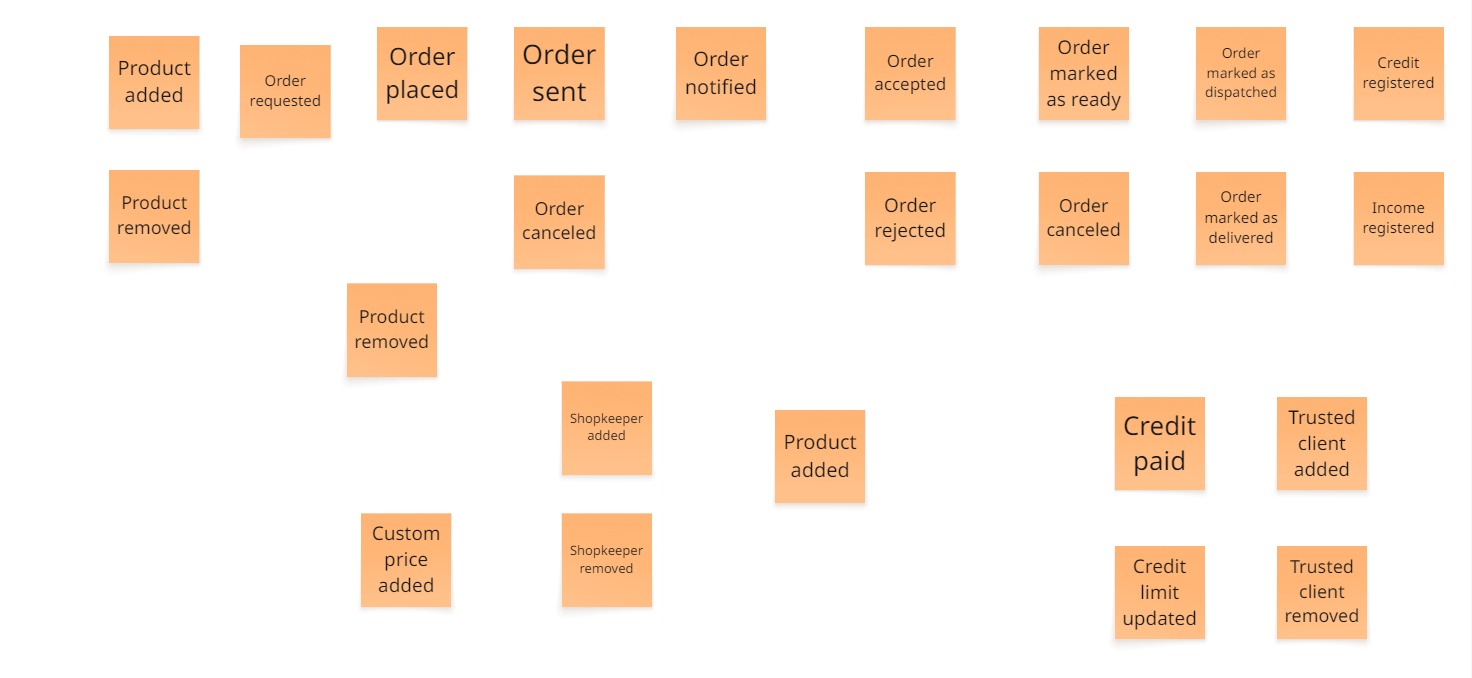 Product
added
Order
requested
Order
placed
Order
sent
Order
notified
Order
accepted
Order
marked
as ready
Order
marked as
dispatched
Credit
registered
Product
removed
Order
canceled
Order
rejected
Order
canceled
Order
marked as
delivered
Income
registered
Product
removed
Shopkeeper
added
Product
added
Credit
paid
Trusted
client
added
Custom
price
added
Shopkeeper
removed
Credit
limit
updated
Trusted
client
removed